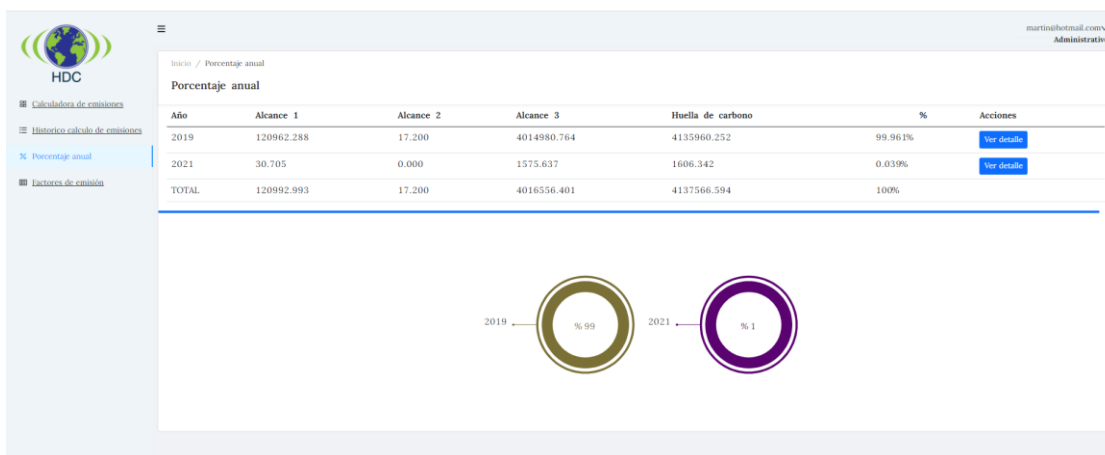 HDC
Calculadora de emisiones
Historico calculo de emisiones
Porcentaje anual
Factores de emisión
martin@hotmail.com
Administrativo
Inicio / Porcentaje anual
Porcentaje anual
Año Alcance 1 Alcance 2 Alcance 3 Huella de carbono % Acciones
2019 120962.288 17.200 4014980.764 4135960.252 99.961% Ver detalle
2021 30.705 0.000 1575.637 1606.342 0.039% Ver detalle
TOTAL 120992.993 17.200 4016556.401 4137566.594 100%
2019 % 99 2021 % 1